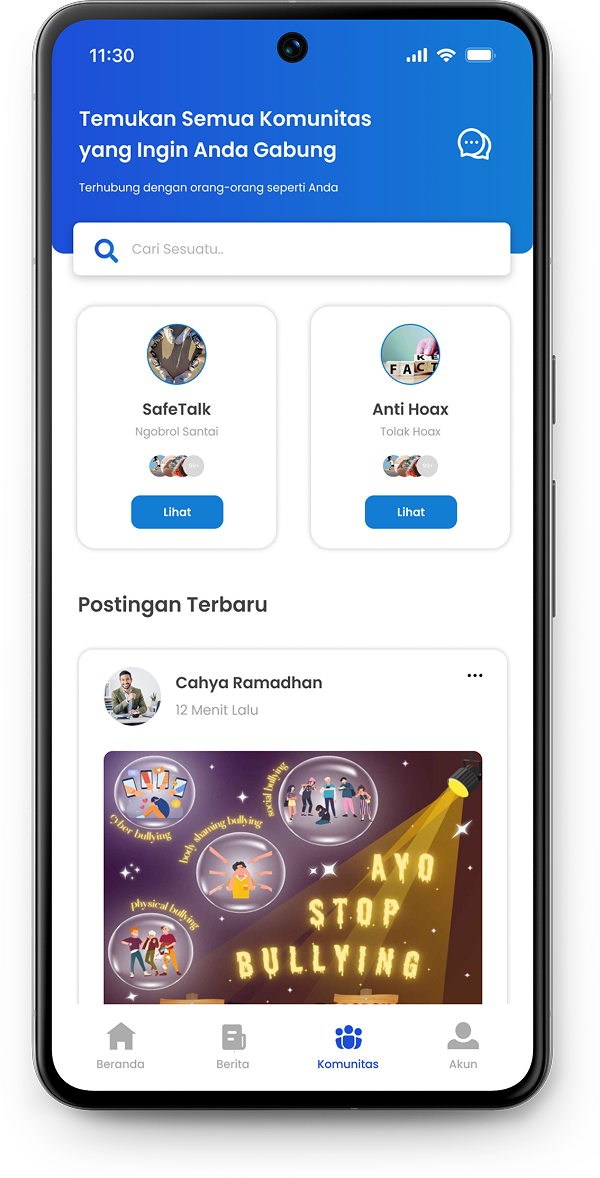 11:30
Temukan Semua Komunitas
yang Ingin Anda Gabung
Terhubung dengan orang-orang seperti Anda
Cari Sesuatu..
FACT
KE
SafeTalk
Anti Hoax
Ngobrol Santai
Tolak Hoax
Lihat
Lihat
Postingan Terbaru
Cahya Ramadhan
12 Menit Lalu
cyber bullying
social bullying
body shaming bullying
physical bullying
AYO
STOP
BULLYING
Beranda
Berita
Komunitas
Akun